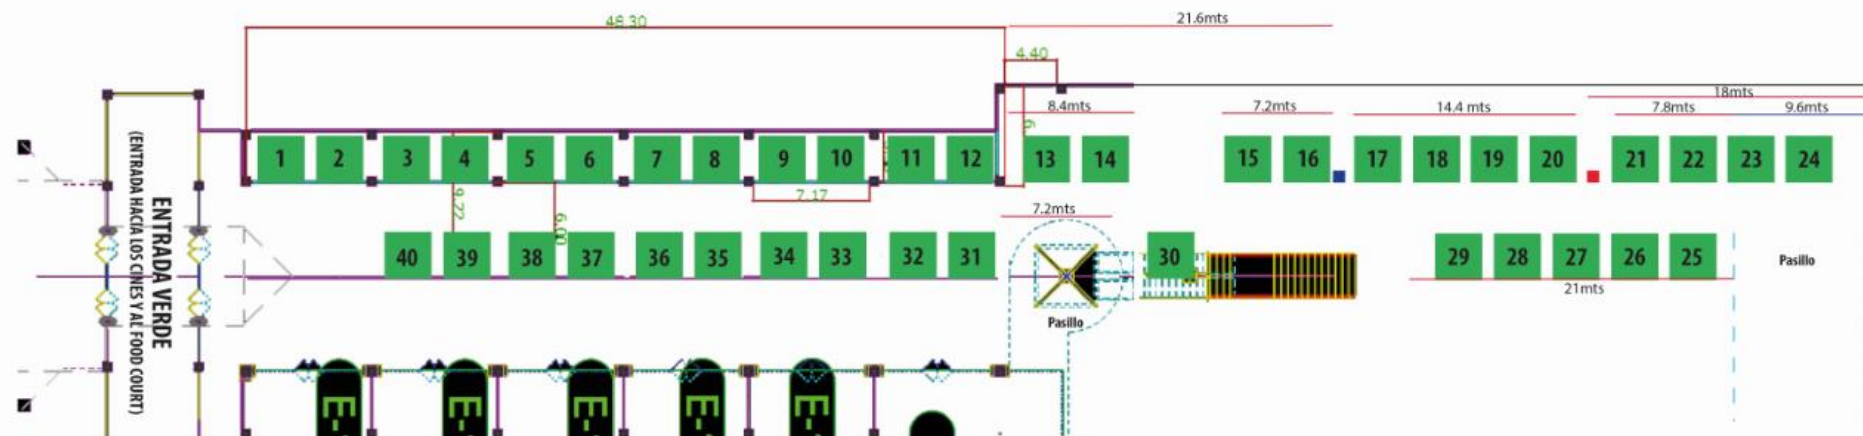 48.30
21.6mts
4.40
18mts
8.4mts
7.2mts
14.4 mts
7.8mts
9.6mts
6
1 2 3 4 5 6 7 8 9 10 11 12 13 14 15 16 17 18 19 20 21 22 23 24
7.17
6.22
6.00
7.2mts
40 39 38 37 36 35 34 33 32 31 30 29 28 27 26 25
Pasillo
21mts
Pasillo
ENTRADA VERDE
(ENTRADA HACIA LOS CINES Y AL FOOD COURT)
E-
E-
E-
E-
E-